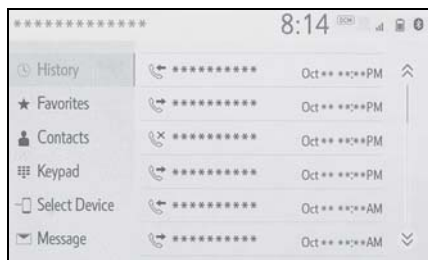 ************* 8:14 DCM
History ********** Oct** **:**PM
Favorites ********** Oct** **:**PM
Contacts ********** Oct** **:**PM
Keypad ********** Oct** **:**PM
Select Device ********** Oct** **:**AM
Message ********** Oct** **:**AM